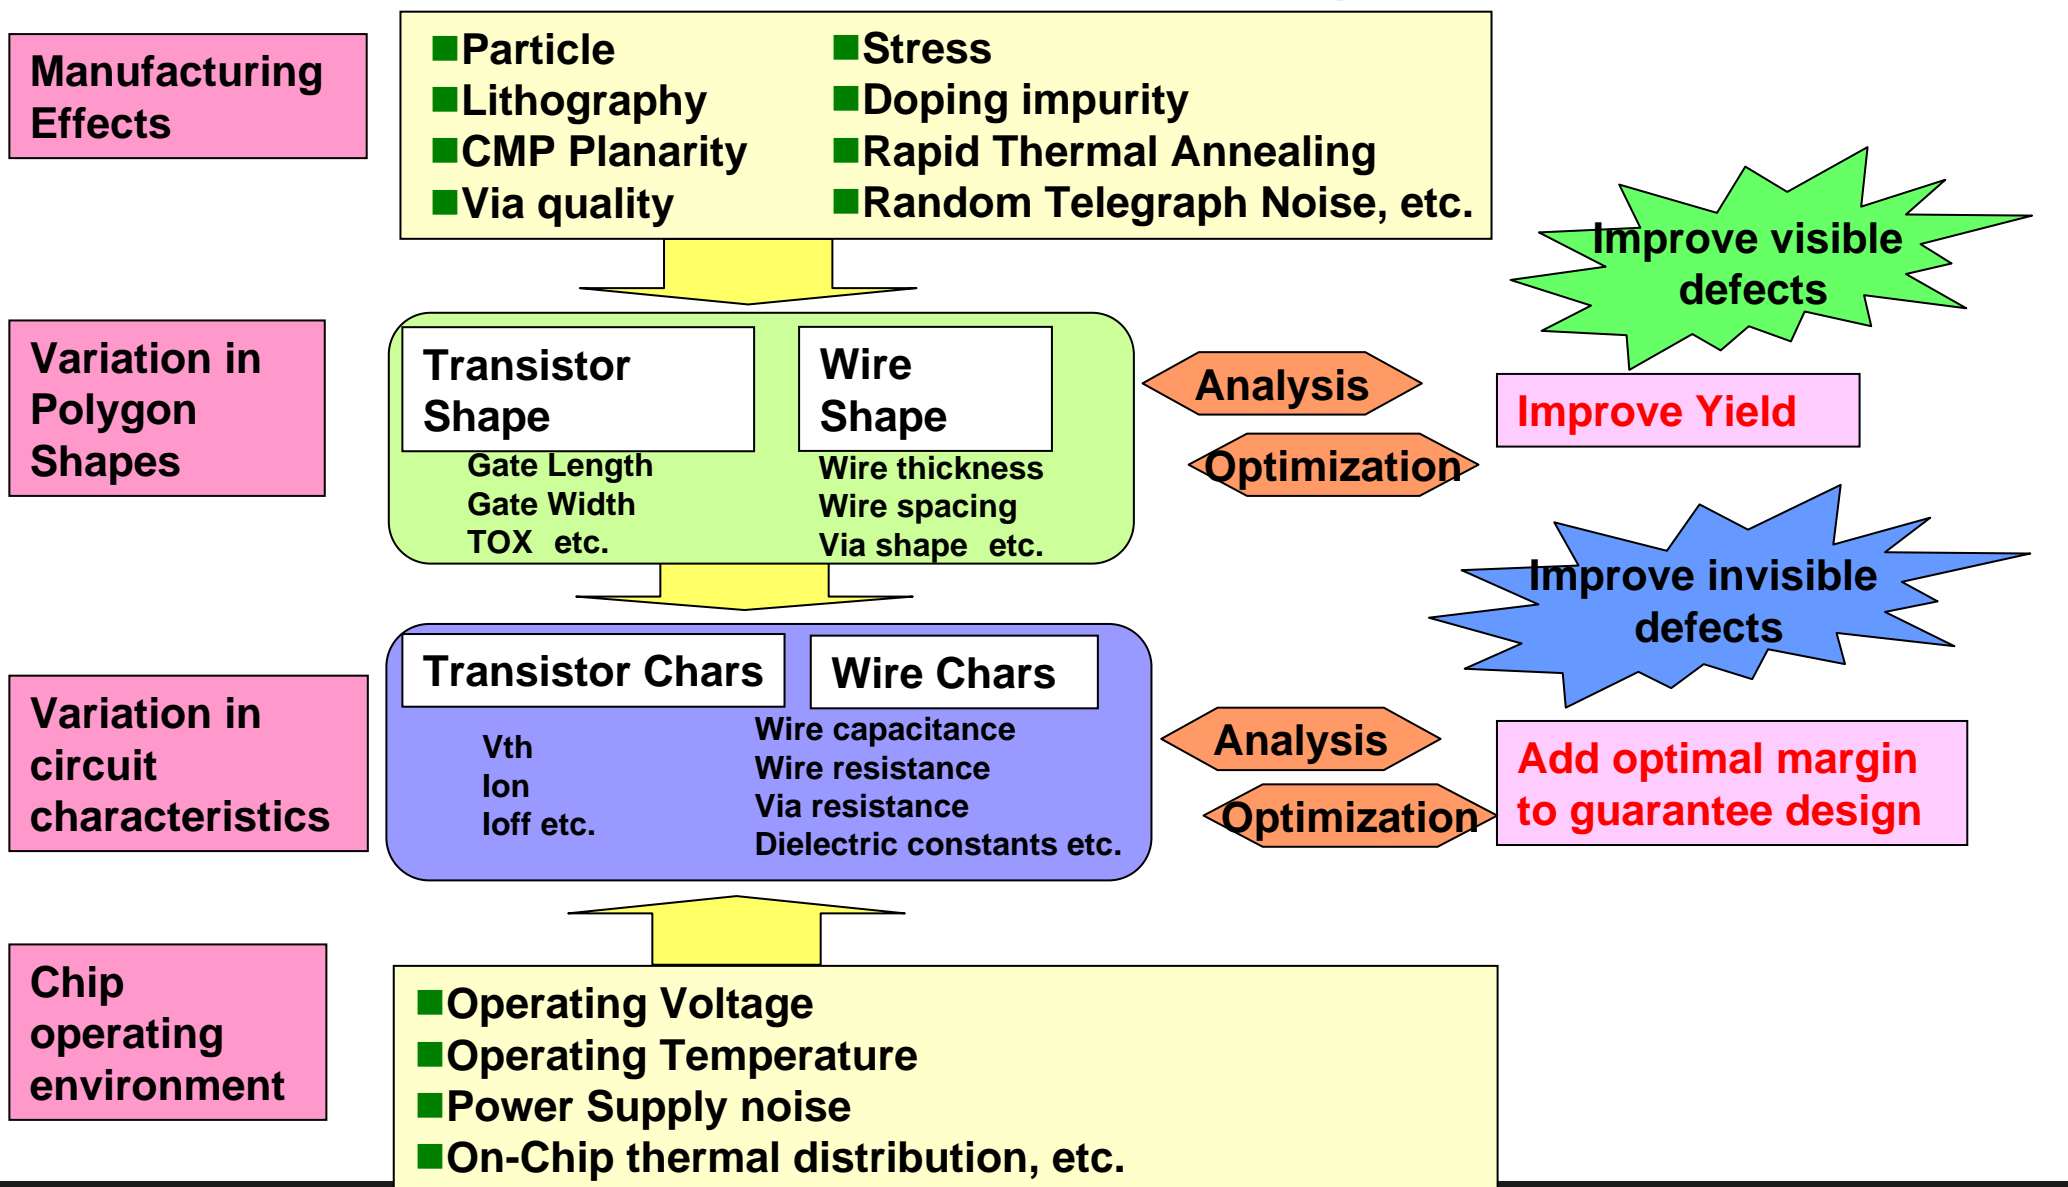 Manufacturing
Effects
■Particle
■Lithography
■CMP Planarity
■Via quality
■Stress
■Doping impurity
■Rapid Thermal Annealing
■Random Telegraph Noise, etc.
Improve visible
defects
Variation in
Polygon
Shapes
Transistor
Shape
Gate Length
Gate Width
TOX etc.
Wire
Shape
Wire thickness
Wire spacing
Via shape etc.
Analysis
Optimization
Improve Yield
Improve invisible
defects
Variation in
circuit
characteristics
Transistor Chars
Vth
Ion
Ioff etc.
Wire Chars
Wire capacitance
Wire resistance
Via resistance
Dielectric constants etc.
Analysis
Optimization
Add optimal margin
to guarantee design
Chip
operating
environment
■Operating Voltage
■Operating Temperature
■Power Supply noise
■On-Chip thermal distribution, etc.